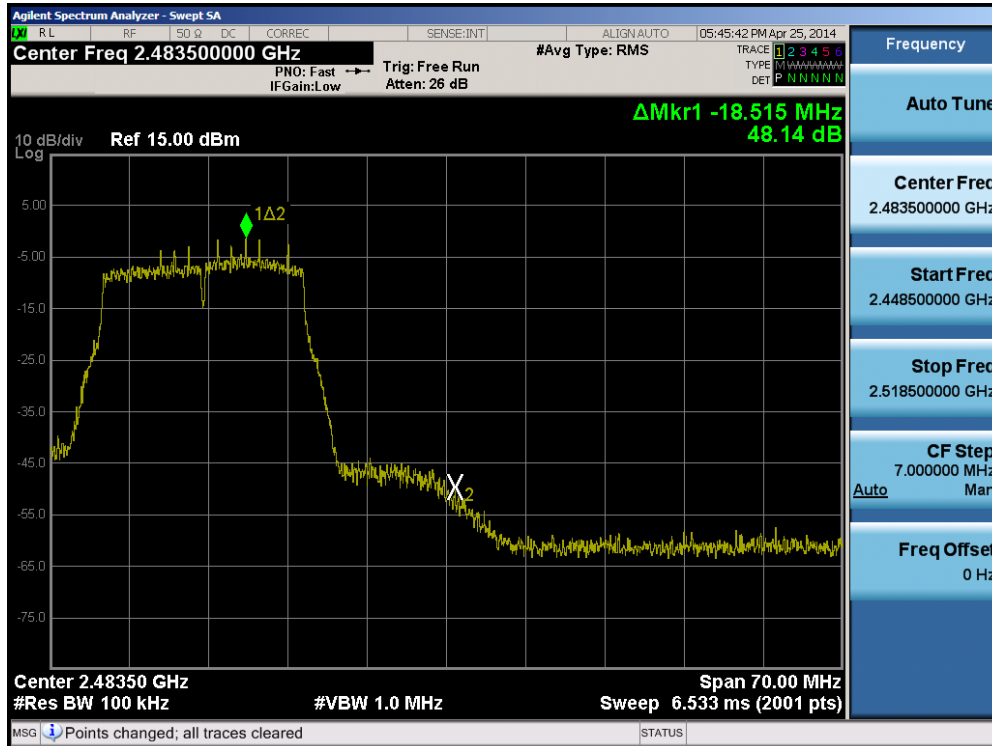 Agilent Spectrum Analyzer - Swept SA
LXI RL RF 50 Ω DC CORREC SENSE:INT ALIGN AUTO 05:45:42 PM Apr 25, 2014
Center Freq 2.483500000 GHz
PNO: Fast
IFGain:Low
Trig: Free Run
Atten: 26 dB
#Avg Type: RMS
TRACE 1 2 3 4 5 6
TYPE M
DET P N N N N N
ΔMkr1 -18.515 MHz
48.14 dB
10 dB/div
Log
Ref 15.00 dBm
5.00
-5.00
-15.0
-25.0
-35.0
-45.0
-55.0
-65.0
-75.0
1Δ2
X2
Center 2.48350 GHz
#Res BW 100 kHz
#VBW 1.0 MHz
Span 70.00 MHz
Sweep 6.533 ms (2001 pts)
MSG Points changed; all traces cleared
STATUS
Frequency
Auto Tune
Center Freq
2.483500000 GHz
Start Freq
2.448500000 GHz
Stop Freq
2.518500000 GHz
CF Step
7.000000 MHz
Auto Man
Freq Offset
0 Hz